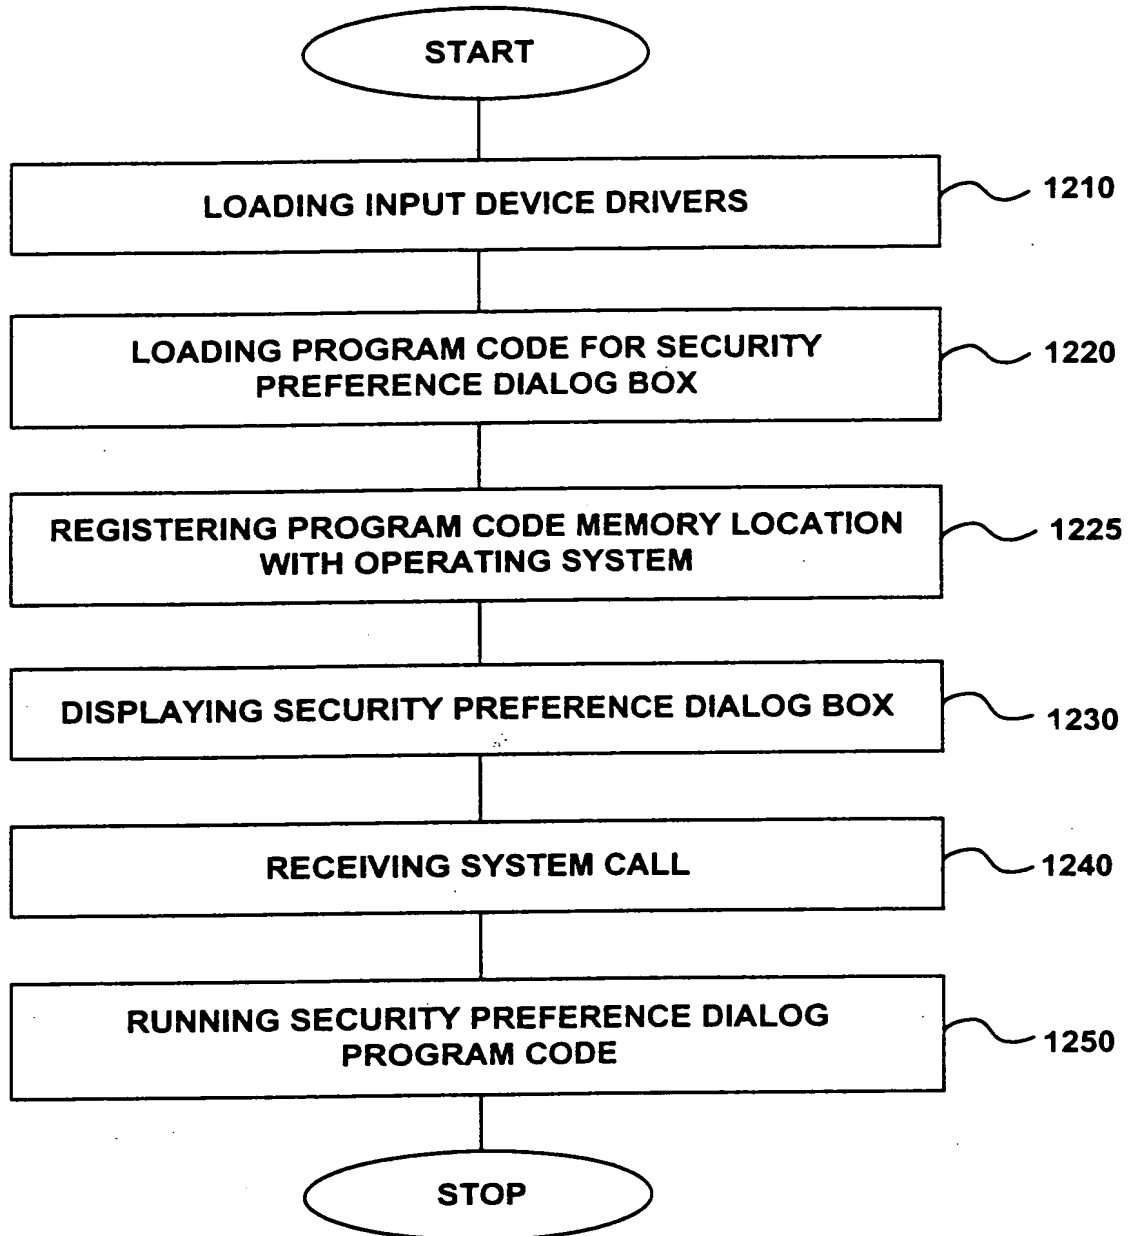 START
LOADING INPUT DEVICE DRIVERS
1210
LOADING PROGRAM CODE FOR SECURITY
PREFERENCE DIALOG BOX
1220
REGISTERING PROGRAM CODE MEMORY LOCATION
WITH OPERATING SYSTEM
1225
DISPLAYING SECURITY PREFERENCE DIALOG BOX
1230
RECEIVING SYSTEM CALL
1240
RUNNING SECURITY PREFERENCE DIALOG
PROGRAM CODE
1250
STOP